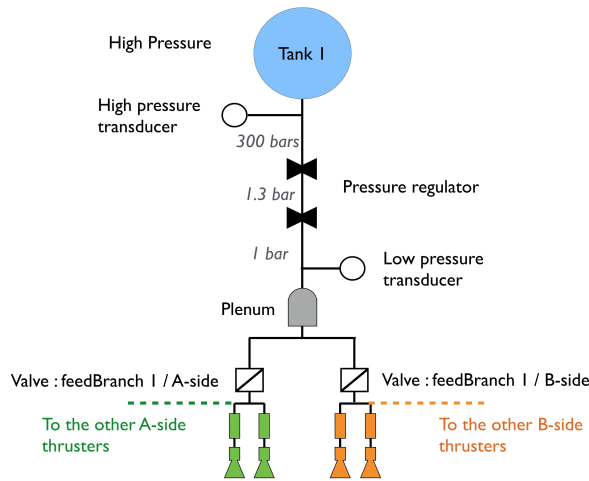 High Pressure
Tank 1
High pressure
transducer
300 bars
1.3 bar
Pressure regulator
1 bar
Low pressure
transducer
Plenum
Valve : feedBranch 1 / A-side
Valve : feedBranch 1 / B-side
To the other A-side
thrusters
To the other B-side
thrusters